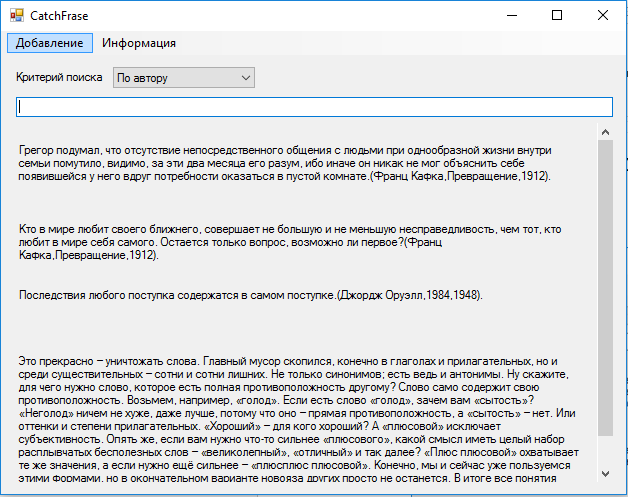 CatchFrase
Добавление Информация
Критерий поиска По автору
Грегор подумал, что отсутствие непосредственного общения с людьми при однообразной жизни внутри
семьи помутило, видимо, за эти два месяца его разум, ибо иначе он никак не мог объяснить себе
появившейся у него вдруг потребности оказаться в пустой комнате.(Франц Кафка,Превращение,1912).
Кто в мире любит своего ближнего, совершает не большую и не меньшую несправедливость, чем тот, кто
любит в мире себя самого. Остается только вопрос, возможно ли первое?(Франц
Кафка,Превращение,1912).
Последствия любого поступка содержатся в самом поступке.(Джордж Оруэлл,1984,1948).
Это прекрасно – уничтожать слова. Главный мусор скопился, конечно в глаголах и прилагательных, но и
среди существительных – сотни и сотни лишних. Не только синонимов; есть ведь и антонимы. Ну скажите,
для чего нужно слово, которое есть полная противоположность другому? Слово само содержит свою
противоположность. Возьмем, например, «голод». Если есть слово «голод», зачем вам «сытость»?
«Неголод» ничем не хуже, даже лучше, потому что оно – прямая противоположность, а «сытость» – нет. Или
оттенки и степени прилагательных. «Хороший» – для кого хороший? А «плюсовой» исключает
субъективность. Опять же, если вам нужно что-то сильнее «плюсового», какой смысл иметь целый набор
расплывчатых бесполезных слов – «великолепный», «отличный» и так далее? «Плюс плюсовой» охватывает
те же значения, а если нужно ещё сильнее – «плюсплюс плюсовой». Конечно, мы и сейчас уже пользуемся
этими формами, но в окончательном варианте новояза других просто не останется. В итоге все понятия